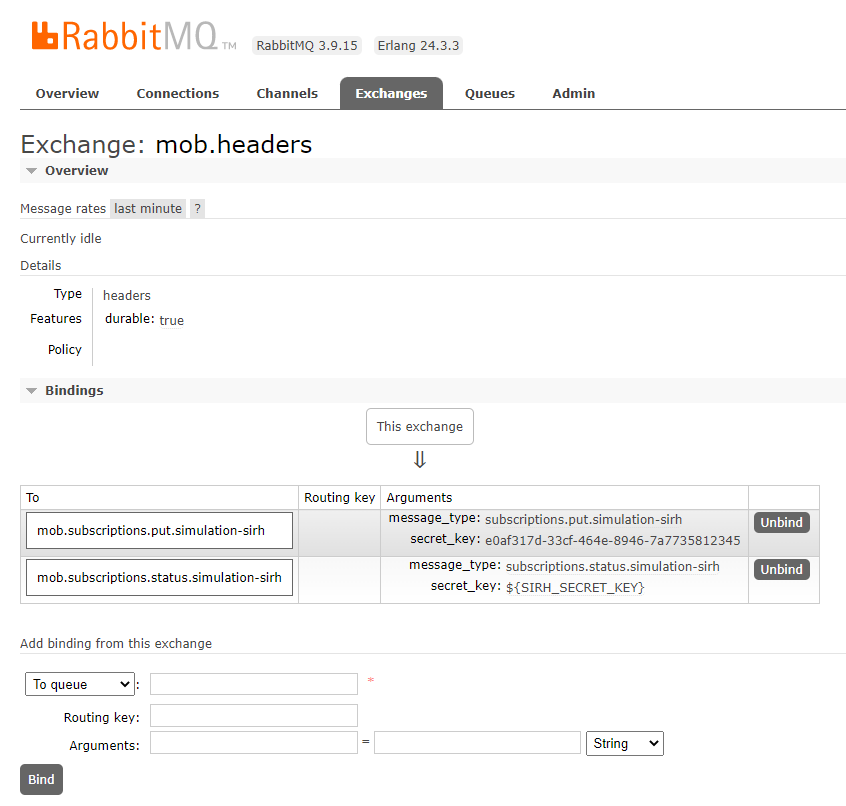 RabbitMQ TM RabbitMQ 3.9.15 Erlang 24.3.3
Overview Connections Channels Exchanges Queues Admin
Exchange: mob.headers
Overview
Message rates last minute ?
Currently idle
Details
Type headers
Features durable: true
Policy
Bindings
This exchange
⇓
To Routing key Arguments
mob.subscriptions.put.simulation-sirh message_type: subscriptions.put.simulation-sirh Unbind
secret_key: e0af317d-33cf-464e-8946-7a7735812345
mob.subscriptions.status.simulation-sirh message_type: subscriptions.status.simulation-sirh Unbind
secret_key: ${SIRH_SECRET_KEY}
Add binding from this exchange
To queue : *
Routing key:
Arguments: = String
Bind